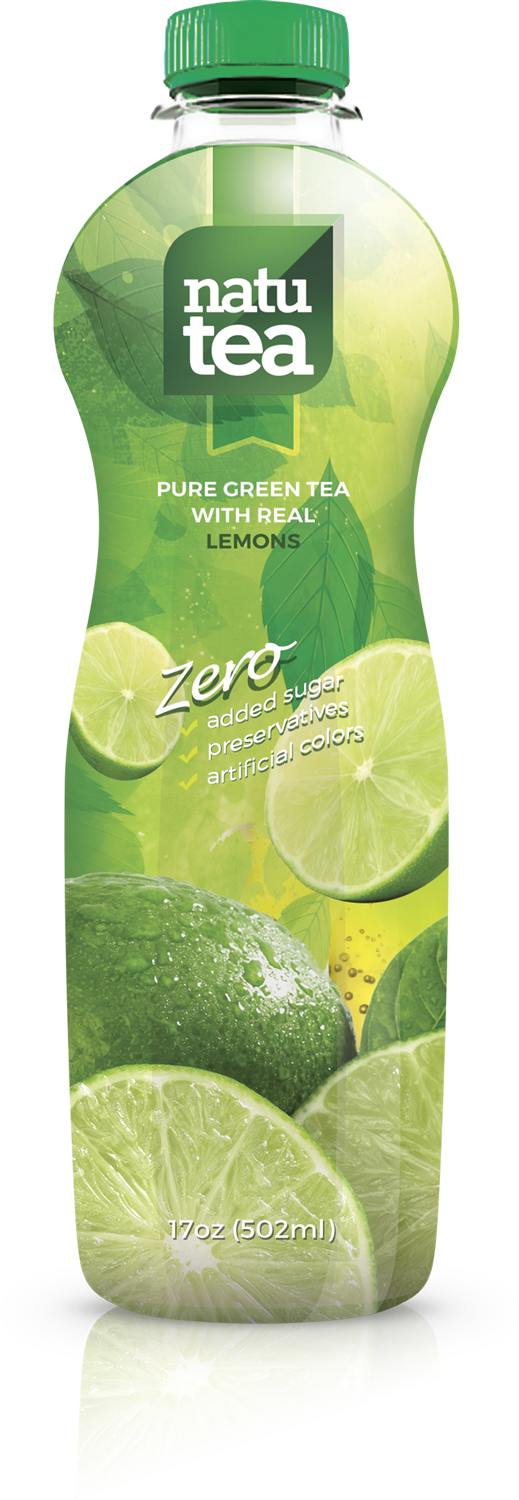 natu
tea
PURE GREEN TEA
WITH REAL
LEMONS
Zero
added sugar
preservatives
artificial colors
17oz (502ml)